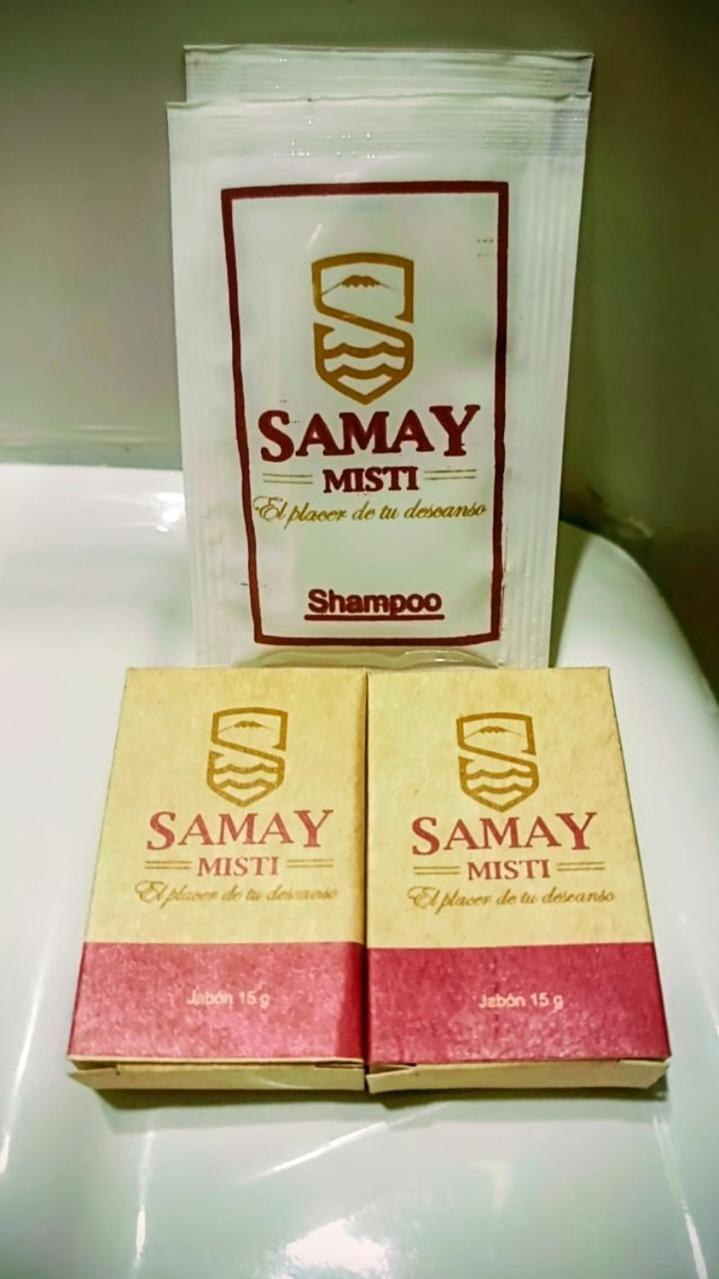 SAMAY
MISTI
El placer de tu descanso
Shampoo
SAMAY
MISTI
El placer de tu descanso
Jabón 15 g
SAMAY
MISTI
El placer de tu descanso
Jabón 15 g